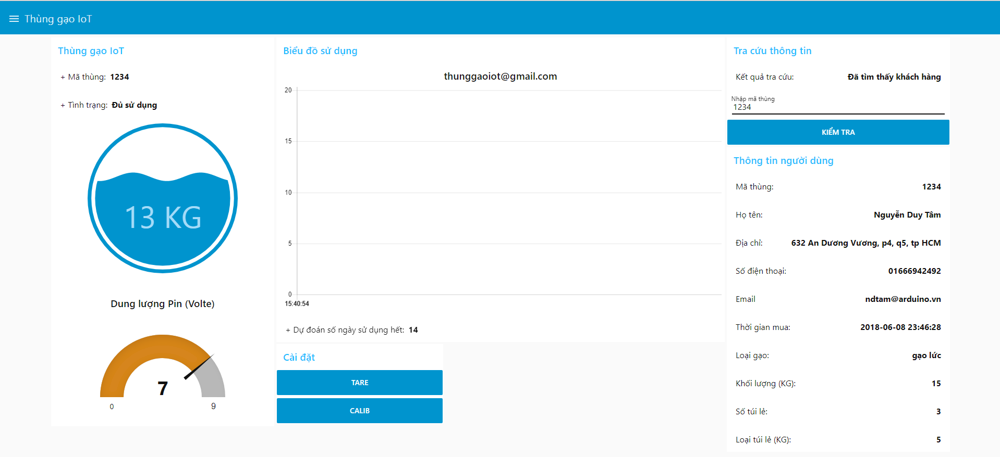 Thùng gạo IoT
Thùng gạo IoT
+ Mã thùng: 1234
+ Tình trạng: Đủ sử dụng
13 KG
Dung lượng Pin (Volte)
7
0 9
Biểu đồ sử dụng
thunggaoiot@gmail.com
20
15
10
5
0
15:40:54
+ Dự đoán số ngày sử dụng hết: 14
Cài đặt
TARE
CALIB
Tra cứu thông tin
Kết quả tra cứu: Đã tìm thấy khách hàng
Nhập mã thùng
1234
KIỂM TRA
Thông tin người dùng
Mã thùng: 1234
Họ tên: Nguyễn Duy Tâm
Địa chỉ: 632 An Dương Vương, p4, q5, tp HCM
Số điện thoại: 01666942492
Email ndtam@arduino.vn
Thời gian mua: 2018-06-08 23:46:28
Loại gạo: gạo lức
Khối lượng (KG): 15
Số túi lẻ: 3
Loại túi lẻ (KG): 5